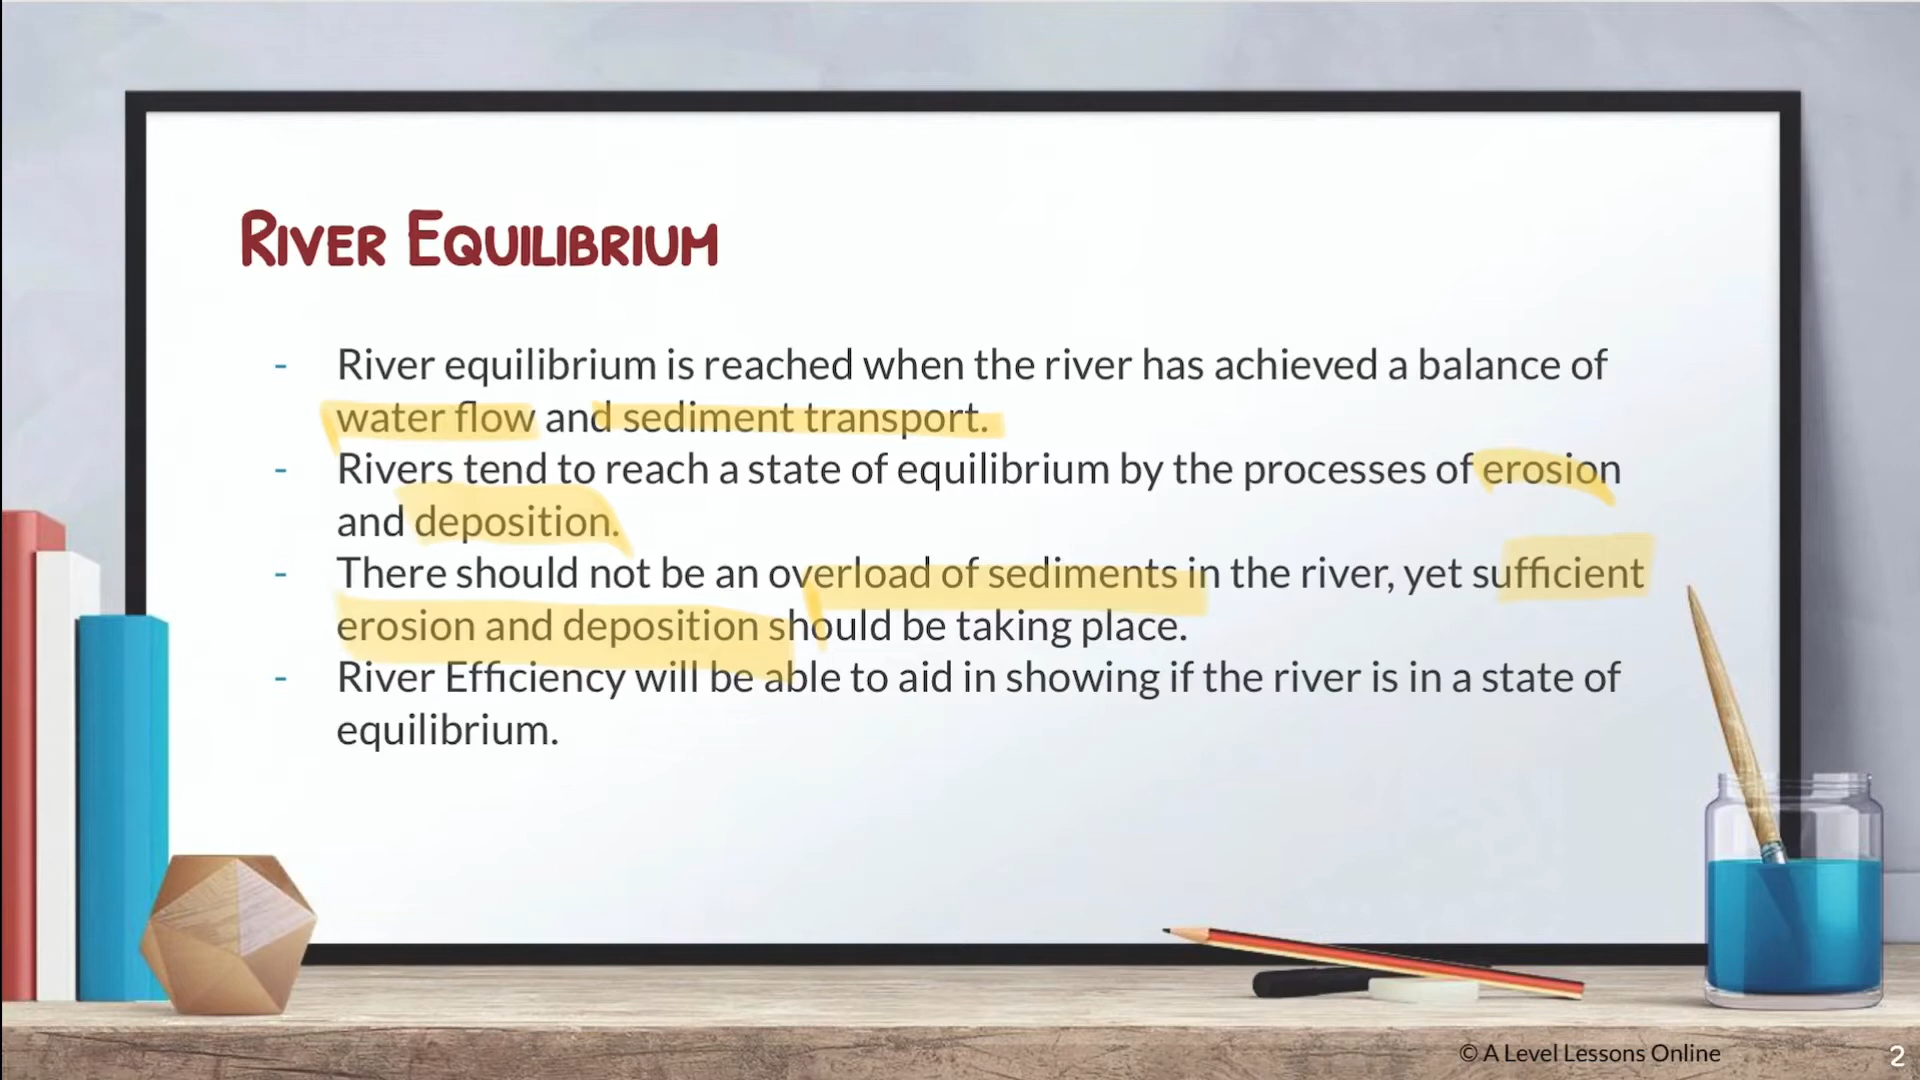 River Equilibrium
- River equilibrium is reached when the river has achieved a balance of
water flow and sediment transport.
- Rivers tend to reach a state of equilibrium by the processes of erosion
and deposition.
- There should not be an overload of sediments in the river, yet sufficient
erosion and deposition should be taking place.
- River Efficiency will be able to aid in showing if the river is in a state of
equilibrium.
© A Level Lessons Online
2